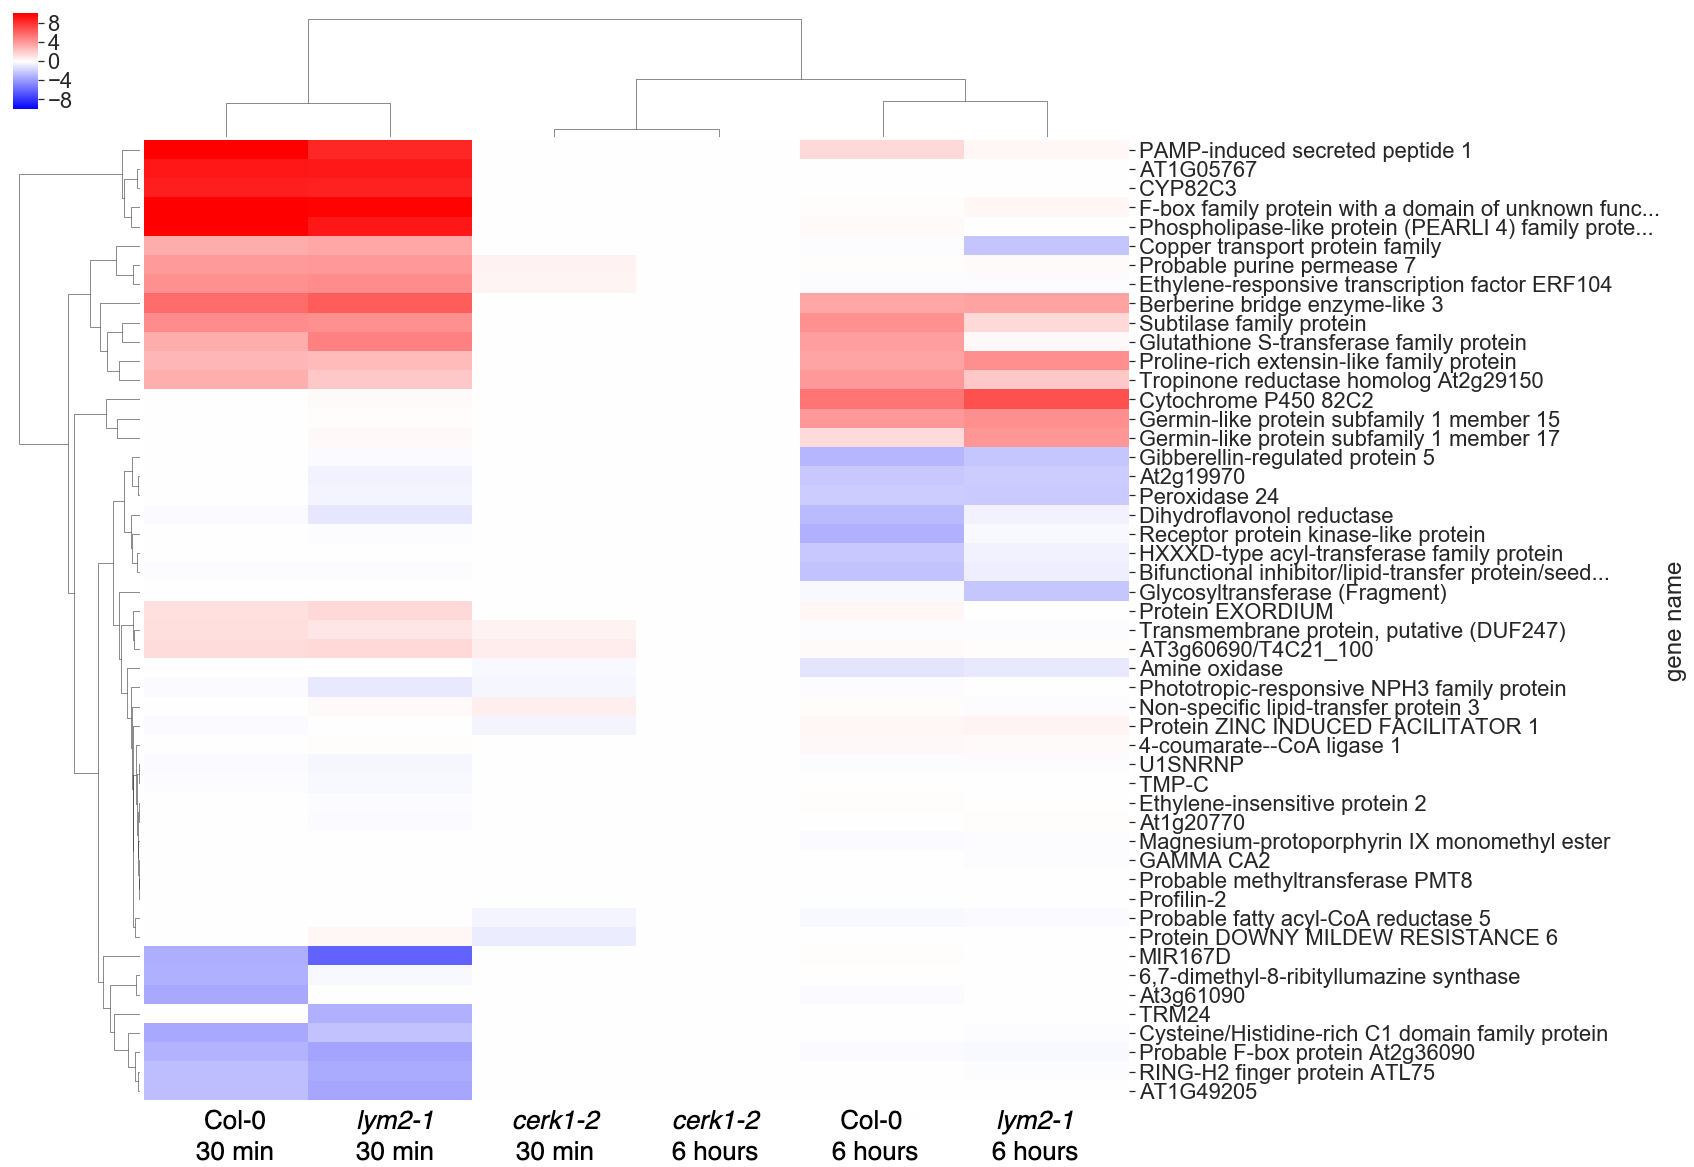 8
4
0
−4
−8
PAMP-induced secreted peptide 1
AT1G05767
CYP82C3
F-box family protein with a domain of unknown func...
Phospholipase-like protein (PEARLI 4) family prote...
Copper transport protein family
Probable purine permease 7
Ethylene-responsive transcription factor ERF104
Berberine bridge enzyme-like 3
Subtilase family protein
Glutathione S-transferase family protein
Proline-rich extensin-like family protein
Tropinone reductase homolog At2g29150
Cytochrome P450 82C2
Germin-like protein subfamily 1 member 15
Germin-like protein subfamily 1 member 17
Gibberellin-regulated protein 5
At2g19970
Peroxidase 24
Dihydroflavonol reductase
Receptor protein kinase-like protein
HXXXD-type acyl-transferase family protein
Bifunctional inhibitor/lipid-transfer protein/seed...
Glycosyltransferase (Fragment)
Protein EXORDIUM
Transmembrane protein, putative (DUF247)
AT3g60690/T4C21_100
Amine oxidase
Phototropic-responsive NPH3 family protein
Non-specific lipid-transfer protein 3
Protein ZINC INDUCED FACILITATOR 1
4-coumarate--CoA ligase 1
U1SNRNP
TMP-C
Ethylene-insensitive protein 2
At1g20770
Magnesium-protoporphyrin IX monomethyl ester
GAMMA CA2
Probable methyltransferase PMT8
Profilin-2
Probable fatty acyl-CoA reductase 5
Protein DOWNY MILDEW RESISTANCE 6
MIR167D
6,7-dimethyl-8-ribityllumazine synthase
At3g61090
TRM24
Cysteine/Histidine-rich C1 domain family protein
Probable F-box protein At2g36090
RING-H2 finger protein ATL75
AT1G49205
gene name
Col-0 lym2-1 cerk1-2 cerk1-2 Col-0 lym2-1
30 min 30 min 30 min 6 hours 6 hours 6 hours